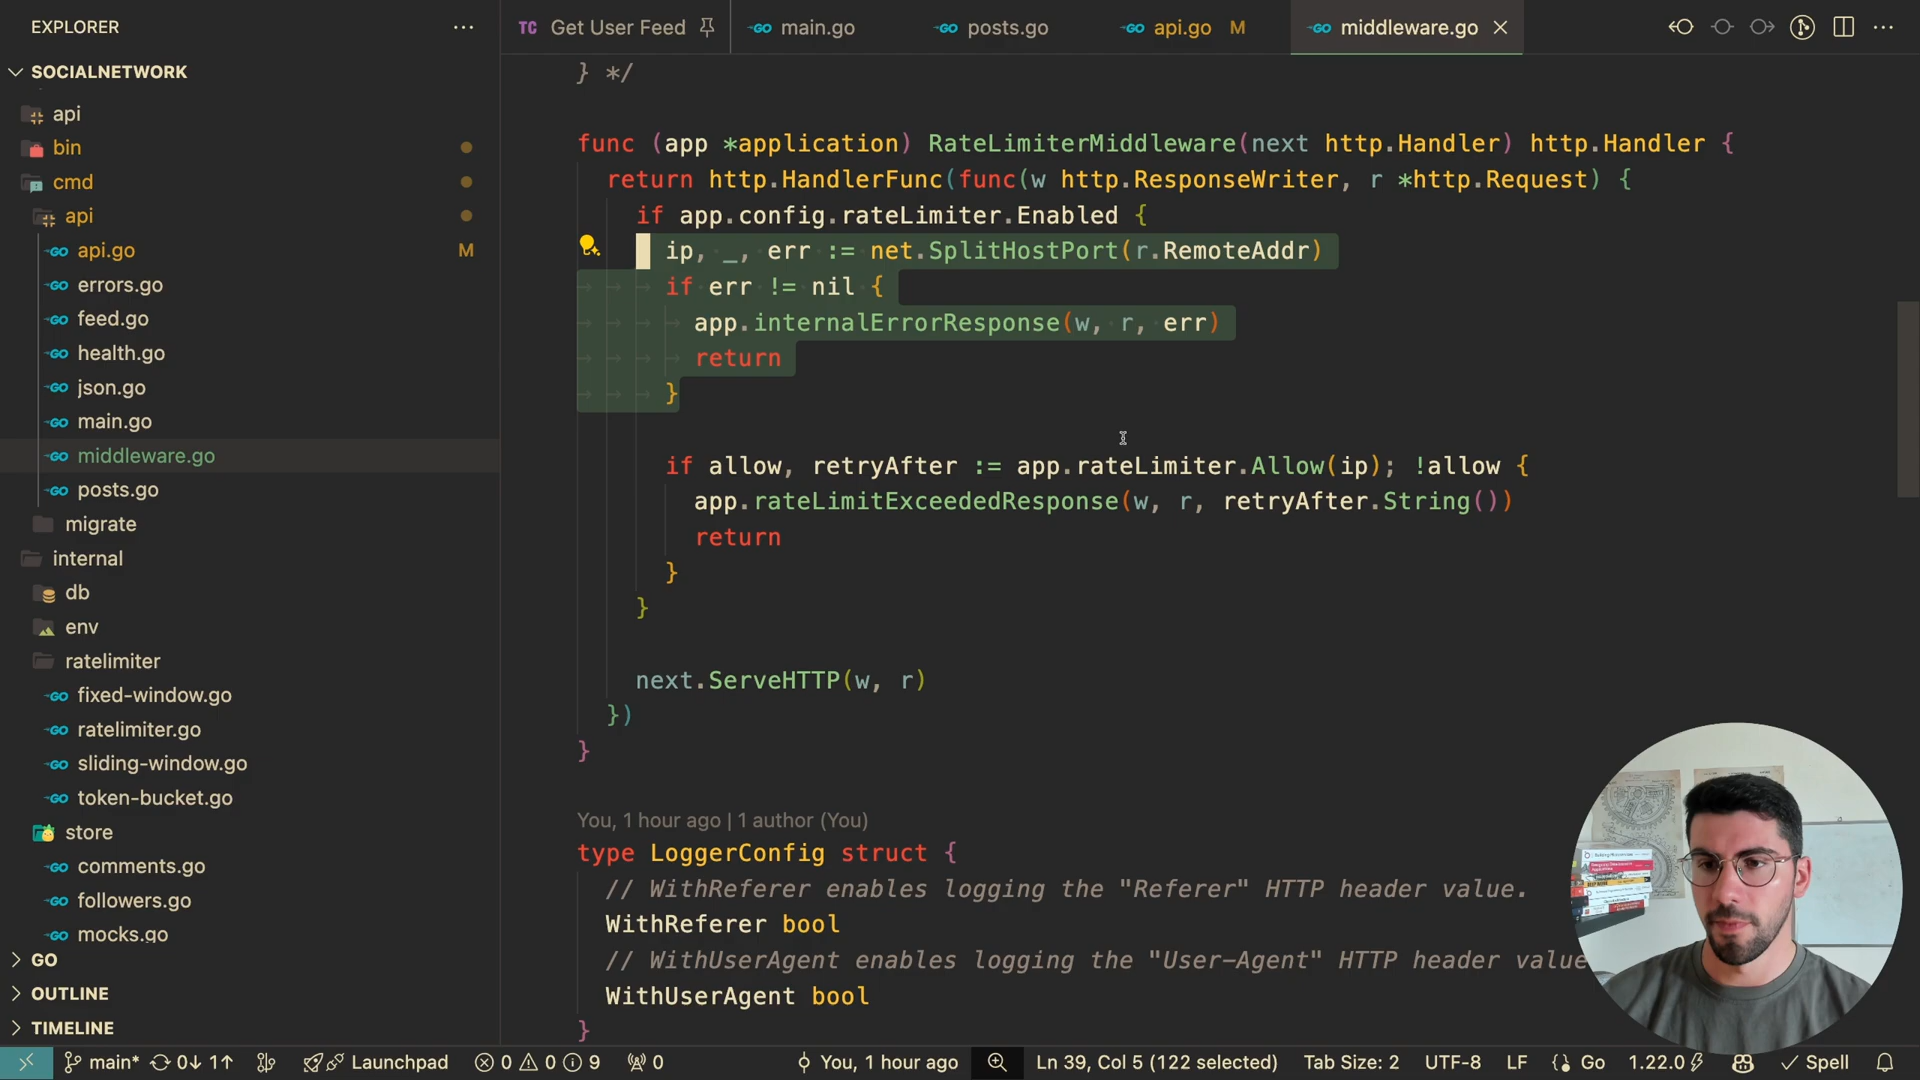 EXPLORER
SOCIALNETWORK
api
bin
cmd
api
api.go M
errors.go
feed.go
health.go
json.go
main.go
middleware.go
posts.go
migrate
internal
db
env
ratelimiter
fixed-window.go
ratelimiter.go
sliding-window.go
token-bucket.go
store
comments.go
followers.go
mocks.go
GO
OUTLINE
TIMELINE
TC Get User Feed main.go posts.go api.go M middleware.go
} */
func (app *application) RateLimiterMiddleware(next http.Handler) http.Handler {
return http.HandlerFunc(func(w http.ResponseWriter, r *http.Request) {
if app.config.rateLimiter.Enabled {
ip, _, err := net.SplitHostPort(r.RemoteAddr)
if err != nil {
app.internalErrorResponse(w, r, err)
return
}
if allow, retryAfter := app.rateLimiter.Allow(ip); !allow {
app.rateLimitExceededResponse(w, r, retryAfter.String())
return
}
}
next.ServeHTTP(w, r)
})
}
You, 1 hour ago | 1 author (You)
type LoggerConfig struct {
// WithReferer enables logging the "Referer" HTTP header value.
WithReferer bool
// WithUserAgent enables logging the "User-Agent" HTTP header value
WithUserAgent bool
}
main* 0↓ 1↑ Launchpad 0 0 9 0 You, 1 hour ago Ln 39, Col 5 (122 selected) Tab Size: 2 UTF-8 LF {} Go 1.22.0 Spell